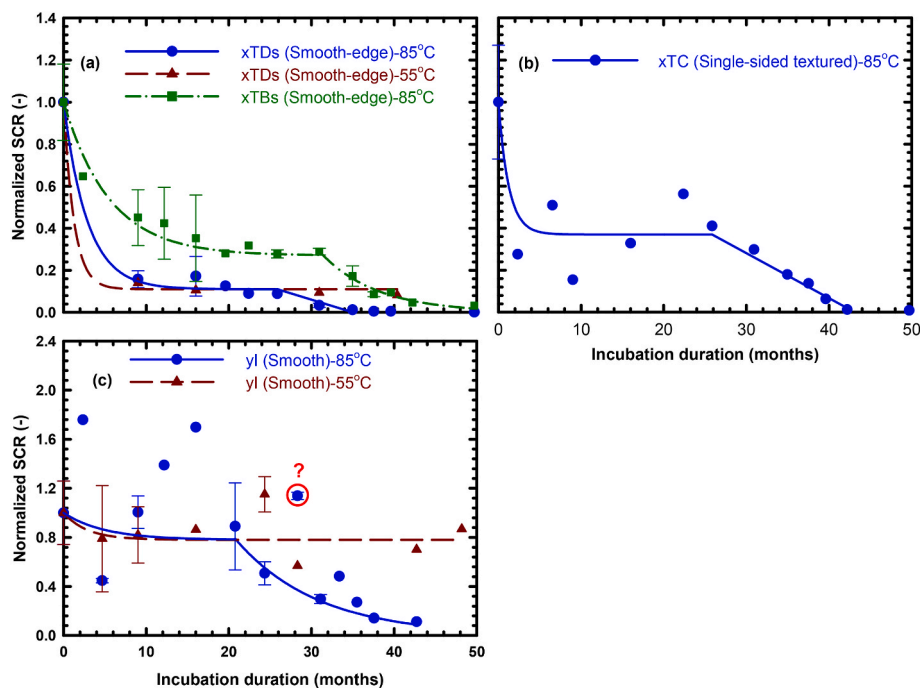 (a)
xTDs (Smooth-edge)-85°C
xTDs (Smooth-edge)-55°C
xTBs (Smooth-edge)-85°C
Normalized SCR (-)
1.4
1.2
1.0
0.8
0.6
0.4
0.2
0.0
(b)
xTC (Single-sided textured)-85°C
0 10 20 30 40 50
Incubation duration (months)
(c)
yI (Smooth)-85°C
yI (Smooth)-55°C
?
Normalized SCR (-)
2.4
2.0
1.6
1.2
0.8
0.4
0.0
0 10 20 30 40 50
Incubation duration (months)